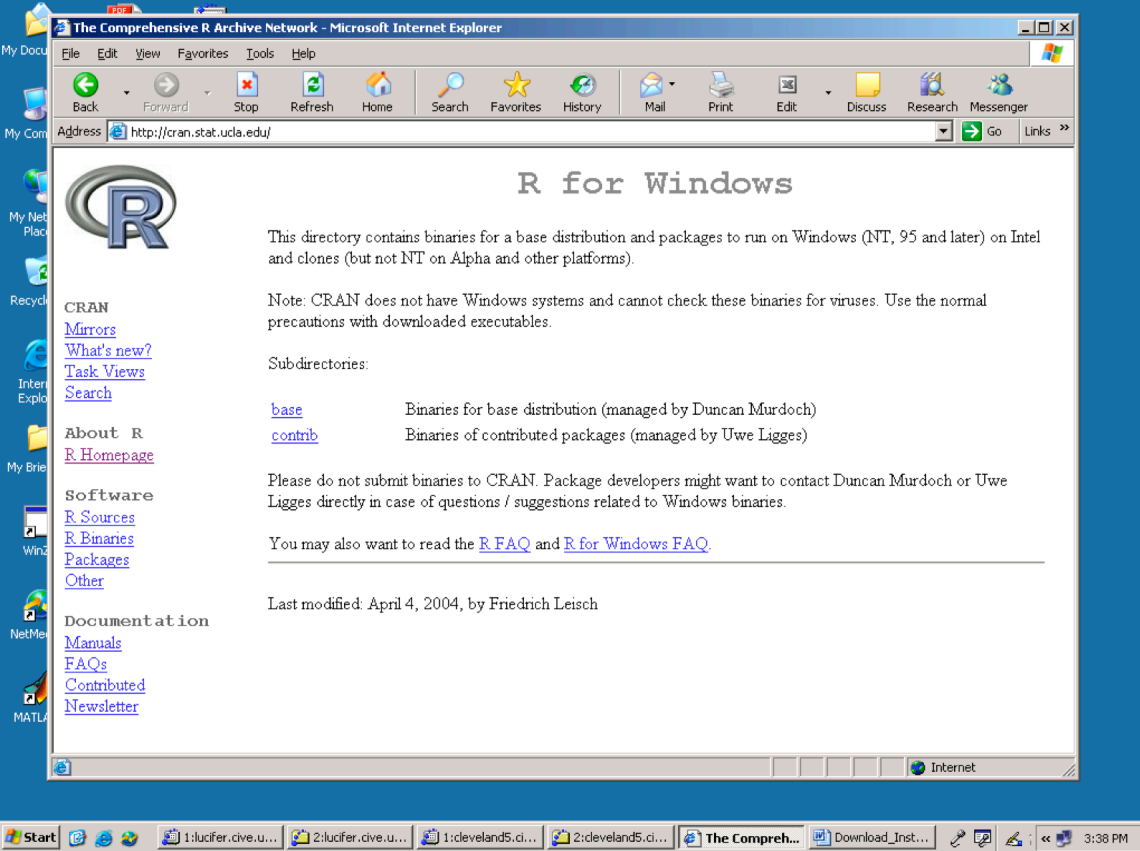 PDF
My Docu
My Com
My Net
Place
Recycl
Inter
Explo
My Brie
WinZ
NetMee
MATLA
The Comprehensive R Archive Network - Microsoft Internet Explorer
File Edit View Favorites Tools Help
Back Forward Stop Refresh Home Search Favorites History Mail Print Edit Discuss Research Messenger
Address http://cran.stat.ucla.edu/ Go Links »
R
CRAN
Mirrors
What's new?
Task Views
Search
About R
R Homepage
Software
R Sources
R Binaries
Packages
Other
Documentation
Manuals
FAQs
Contributed
Newsletter
R for Windows
This directory contains binaries for a base distribution and packages to run on Windows (NT, 95 and later) on Intel
and clones (but not NT on Alpha and other platforms).
Note: CRAN does not have Windows systems and cannot check these binaries for viruses. Use the normal
precautions with downloaded executables.
Subdirectories:
base Binaries for base distribution (managed by Duncan Murdoch)
contrib Binaries of contributed packages (managed by Uwe Ligges)
Please do not submit binaries to CRAN. Package developers might want to contact Duncan Murdoch or Uwe
Ligges directly in case of questions / suggestions related to Windows binaries.
You may also want to read the R FAQ and R for Windows FAQ.
Last modified: April 4, 2004, by Friedrich Leisch
Internet
Start 1:lucifer.cive.u... 2:lucifer.cive.u... 1:cleveland5.ci... 2:cleveland5.ci... The Compreh... Download_Inst... « 3:38 PM